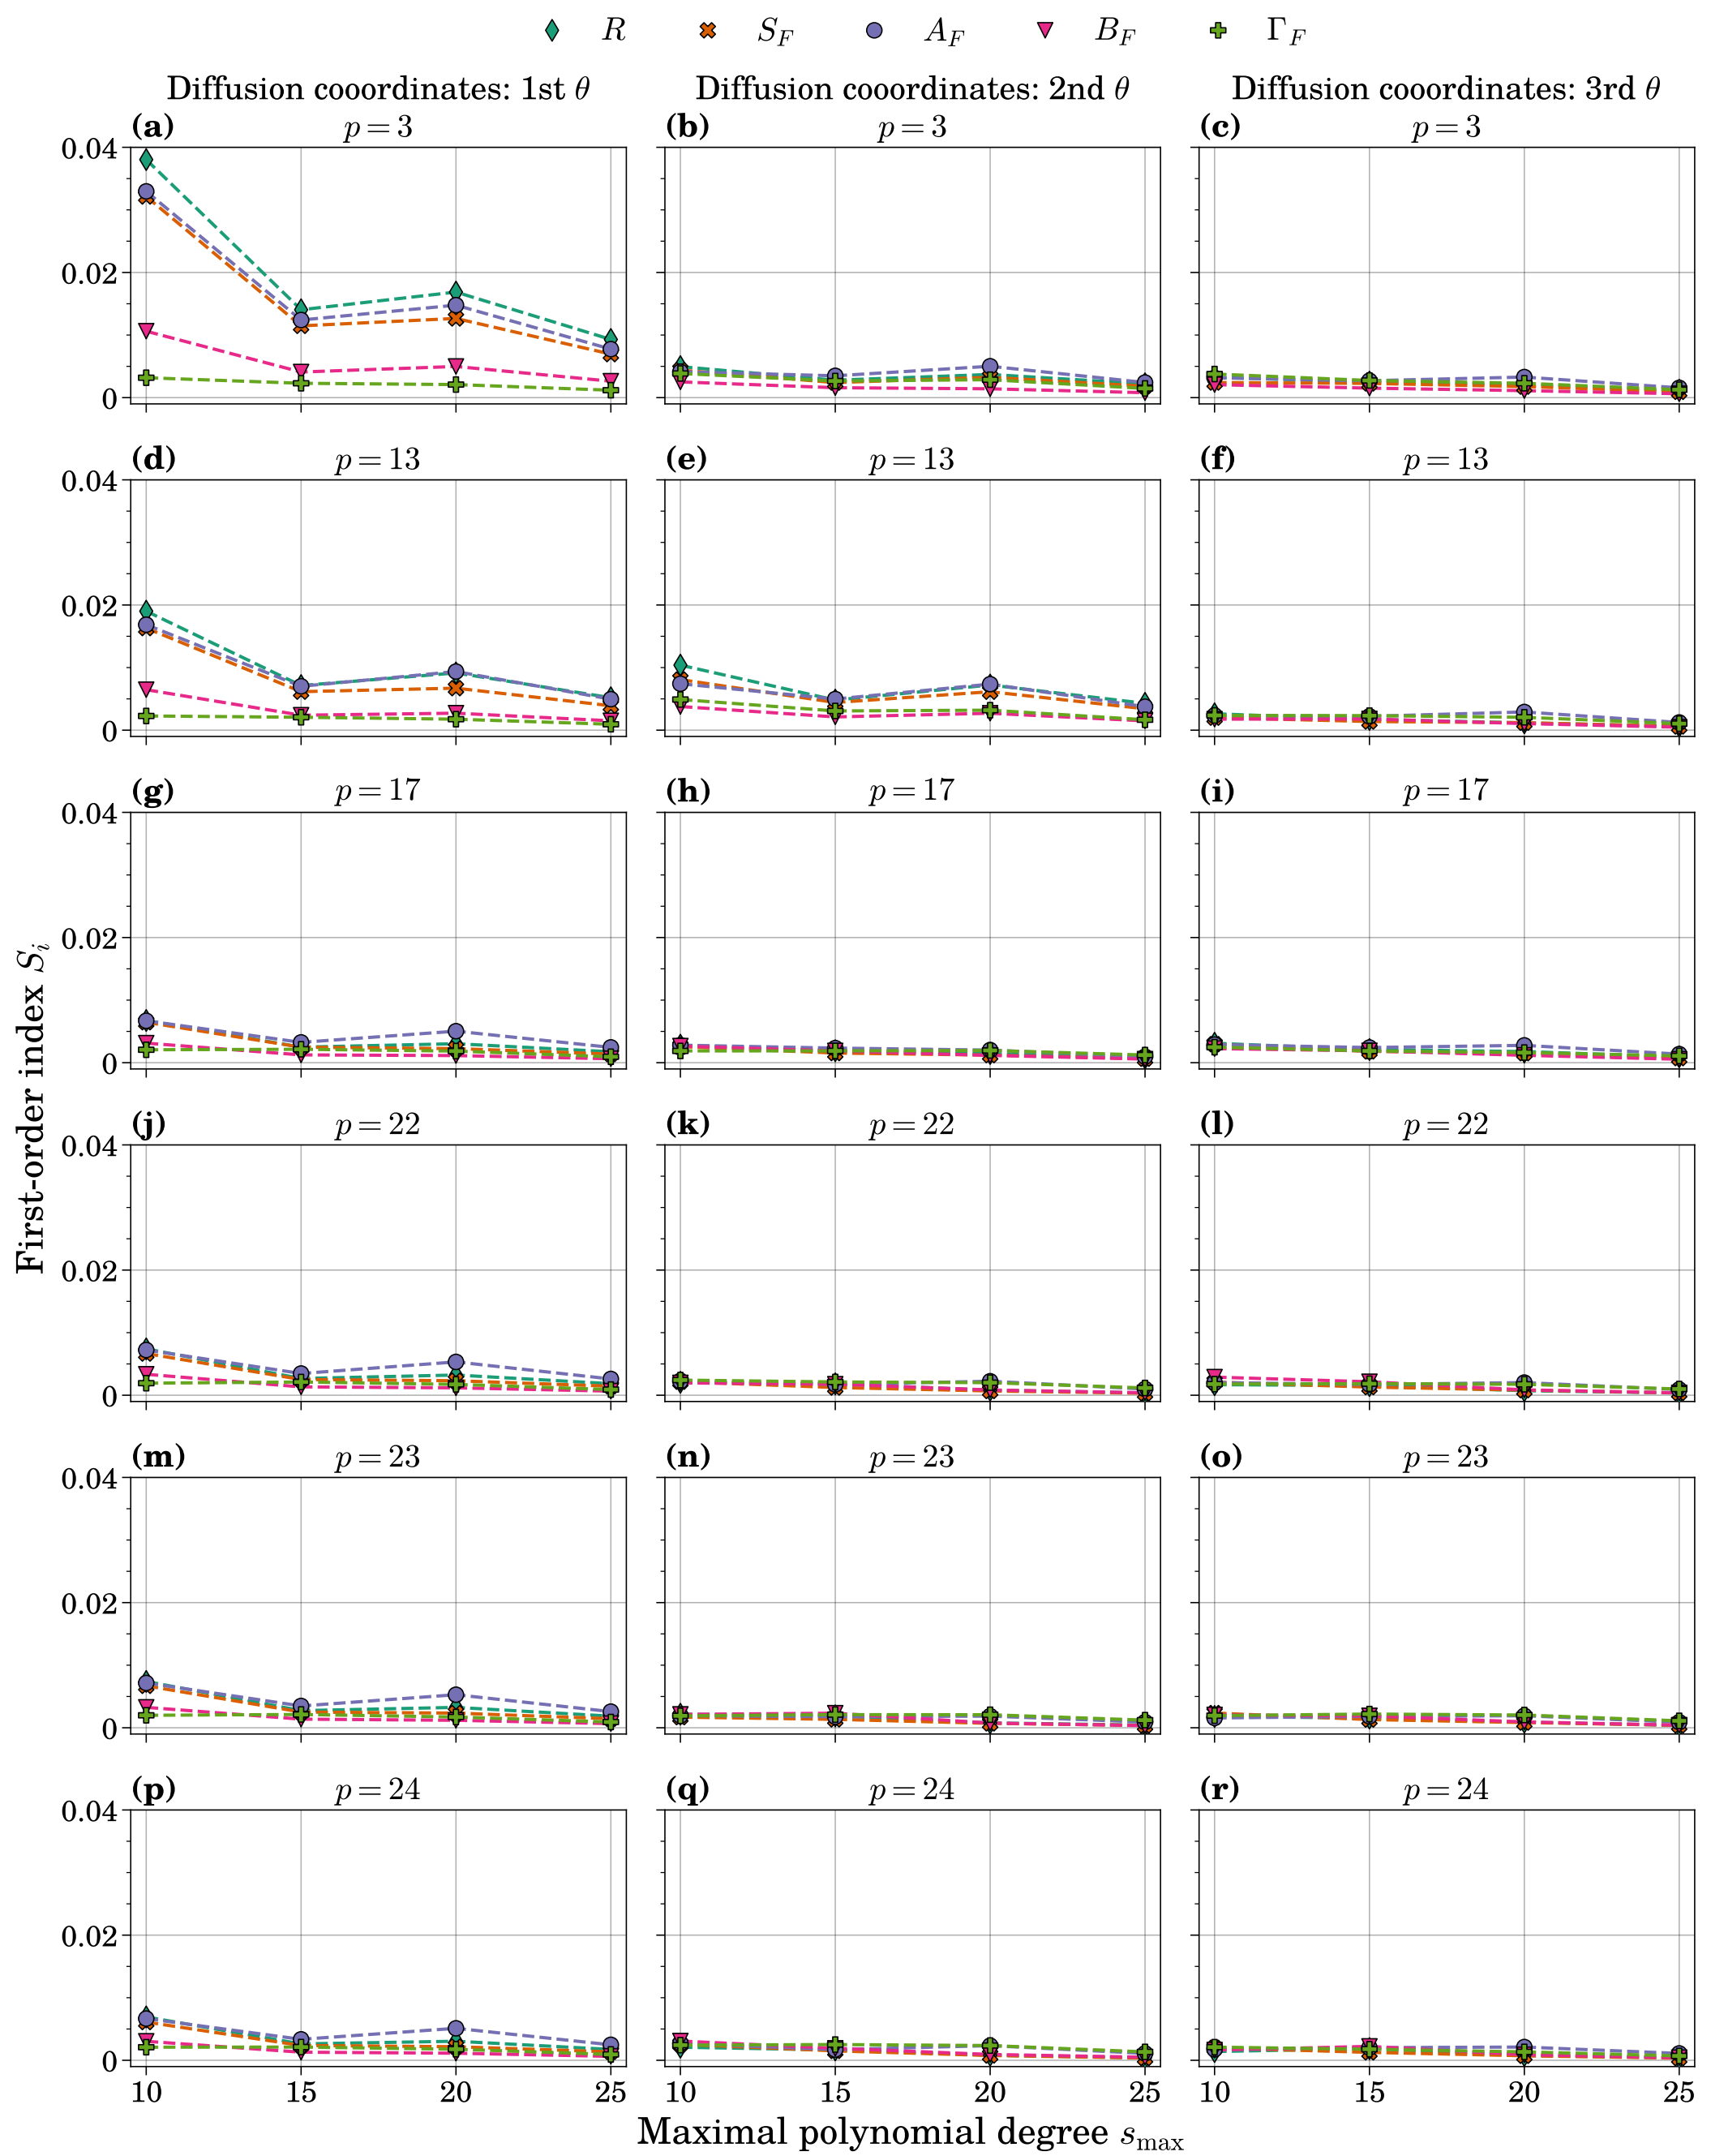 R S_F A_F B_F Γ_F
Diffusion cooordinates: 1st θ Diffusion cooordinates: 2nd θ Diffusion cooordinates: 3rd θ
(a) p = 3 (b) p = 3 (c) p = 3
0.04
0.02
0
(d) p = 13 (e) p = 13 (f) p = 13
0.04
0.02
0
(g) p = 17 (h) p = 17 (i) p = 17
0.04
0.02
0
First-order index S_i
(j) p = 22 (k) p = 22 (l) p = 22
0.04
0.02
0
(m) p = 23 (n) p = 23 (o) p = 23
0.04
0.02
0
(p) p = 24 (q) p = 24 (r) p = 24
0.04
0.02
0
10 15 20 25 10 15 20 25 10 15 20 25
Maximal polynomial degree s_max